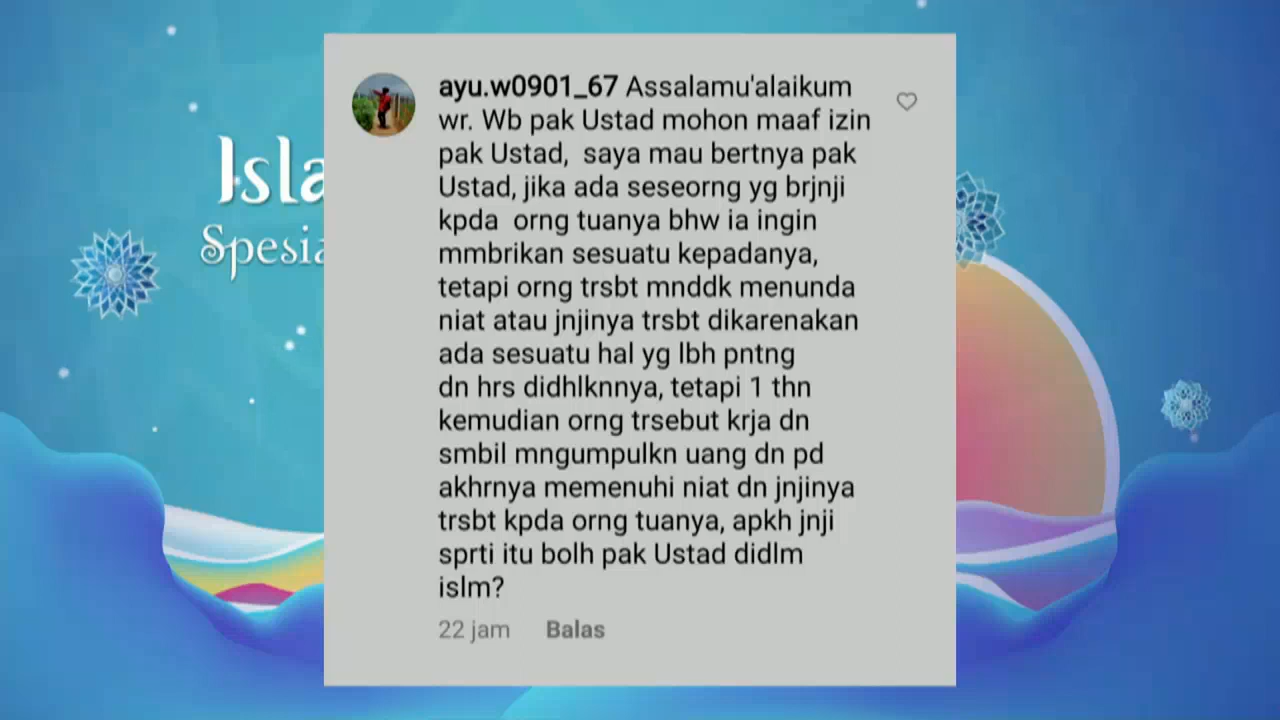 Isla
Spesia
ayu.w0901_67 Assalamu'alaikum
wr. Wb pak Ustad mohon maaf izin
pak Ustad, saya mau bertnya pak
Ustad, jika ada seseorng yg brjnji
kpda orng tuanya bhw ia ingin
mmbrikan sesuatu kepadanya,
tetapi orng trsbt mnddk menunda
niat atau jnjinya trsbt dikarenakan
ada sesuatu hal yg lbh pntng
dn hrs didhlknnya, tetapi 1 thn
kemudian orng trsebut krja dn
smbil mngumpulkn uang dn pd
akhrnya memenuhi niat dn jnjinya
trsbt kpda orng tuanya, apkh jnji
sprti itu bolh pak Ustad didlm
islm?
22 jam Balas